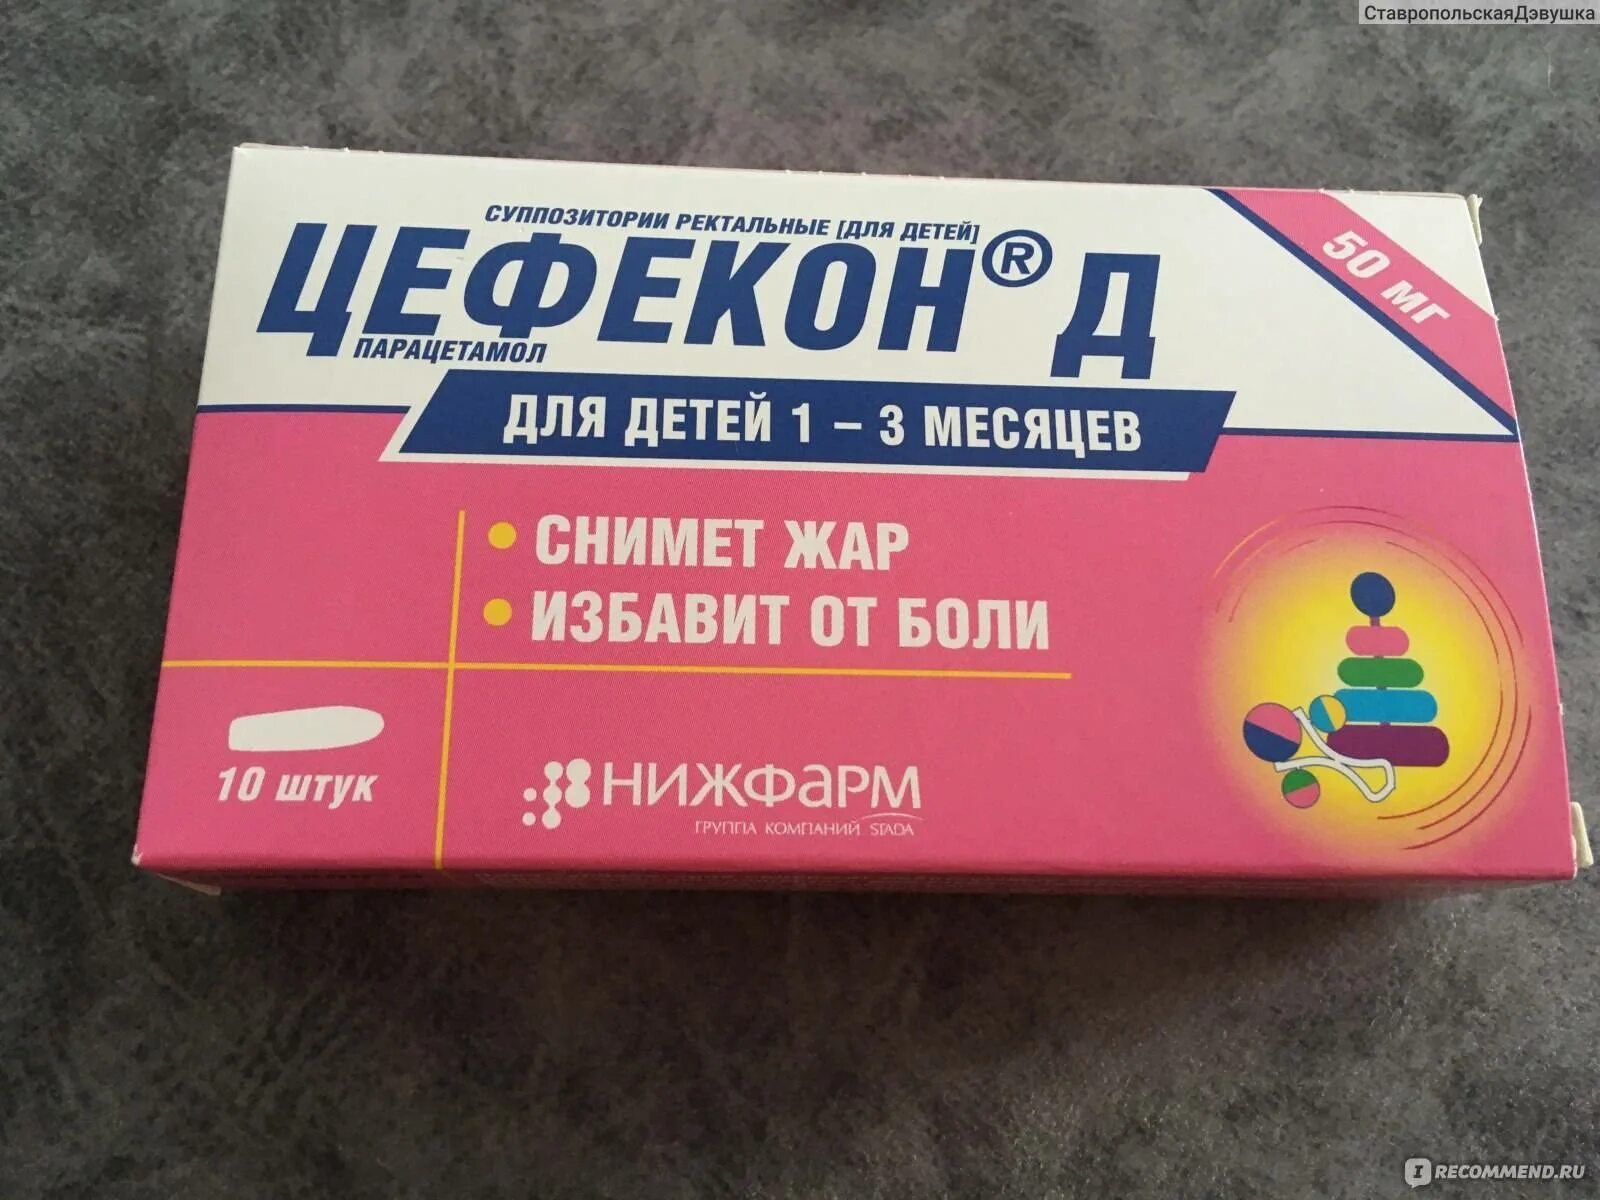 СтавропольскаяДэвушка
СУППОЗИТОРИИ РЕКТАЛЬНЫЕ [ДЛЯ ДЕТЕЙ]
ЦЕФЕКОН® Д
50 МГ
ПАРАЦЕТАМОЛ
ДЛЯ ДЕТЕЙ 1 – 3 МЕСЯЦЕВ
• СНИМЕТ ЖАР
• ИЗБАВИТ ОТ БОЛИ
10 ШТУК
НИЖФАРМ
ГРУППА КОМПАНИЙ STADA
IRECOMMEND.RU